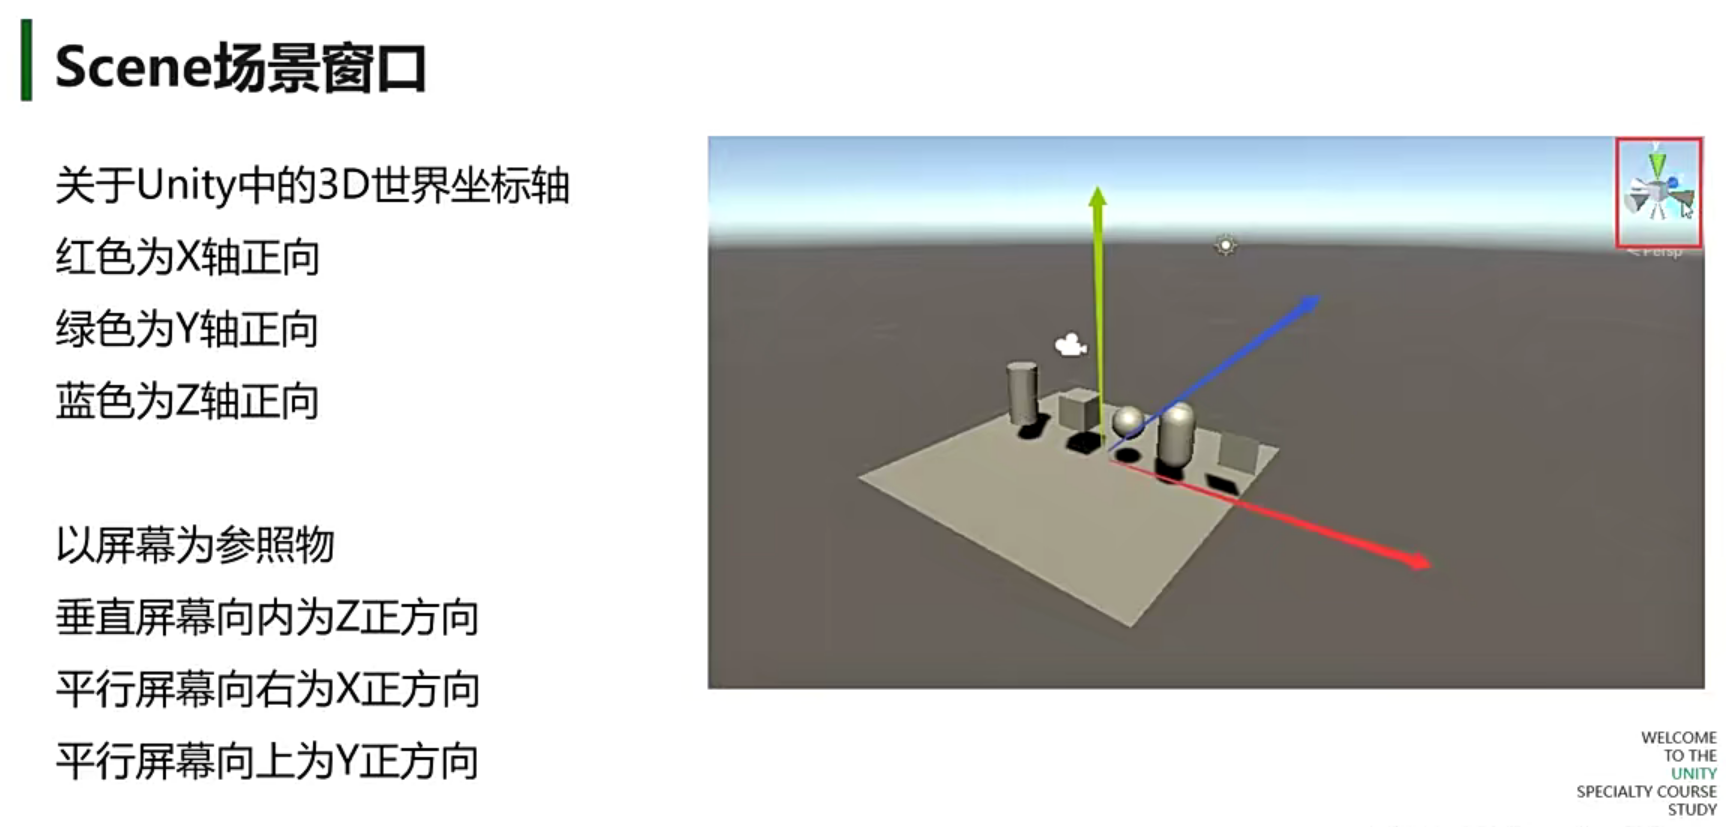 Scene场景窗口
关于Unity中的3D世界坐标轴
红色为X轴正向
绿色为Y轴正向
蓝色为Z轴正向
以屏幕为参照物
垂直屏幕向内为Z正方向
平行屏幕向右为X正方向
平行屏幕向上为Y正方向
Persp
WELCOME
TO THE
UNITY
SPECIALTY COURSE
STUDY